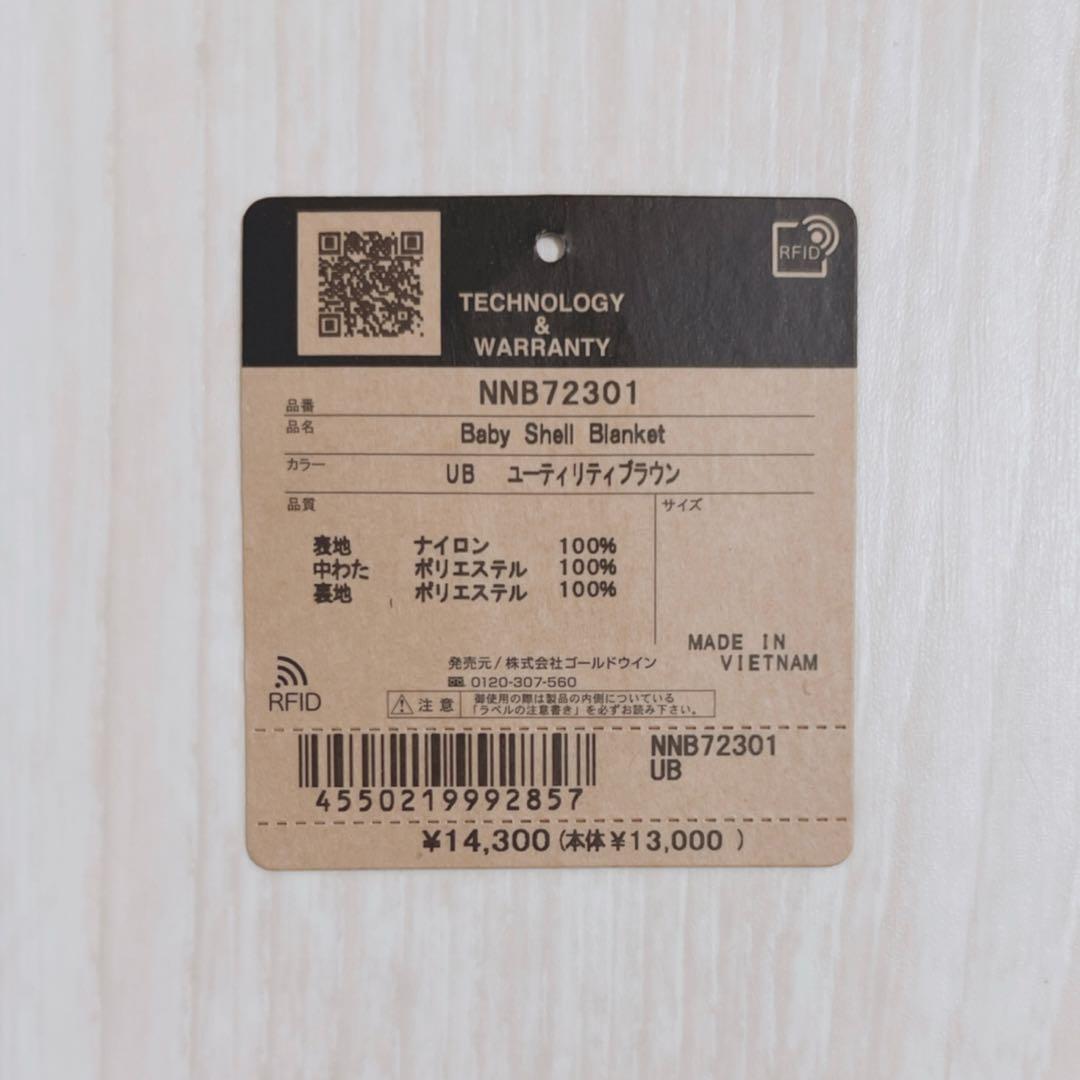 RFID
TECHNOLOGY
&
WARRANTY
品番 NNB72301
品名 Baby Shell Blanket
カラー UB ユーティリティブラウン
品質 サイズ
表地 ナイロン 100%
中わた ポリエステル 100%
裏地 ポリエステル 100%
MADE IN
VIETNAM
発売元/株式会社ゴールドウイン
0120-307-560
RFID
注意 御使用の際は製品の内側についている
「ラベルの注意書き」を必ずお読み下さい。
NNB72301
UB
4550219992857
¥14,300(本体¥13,000 )